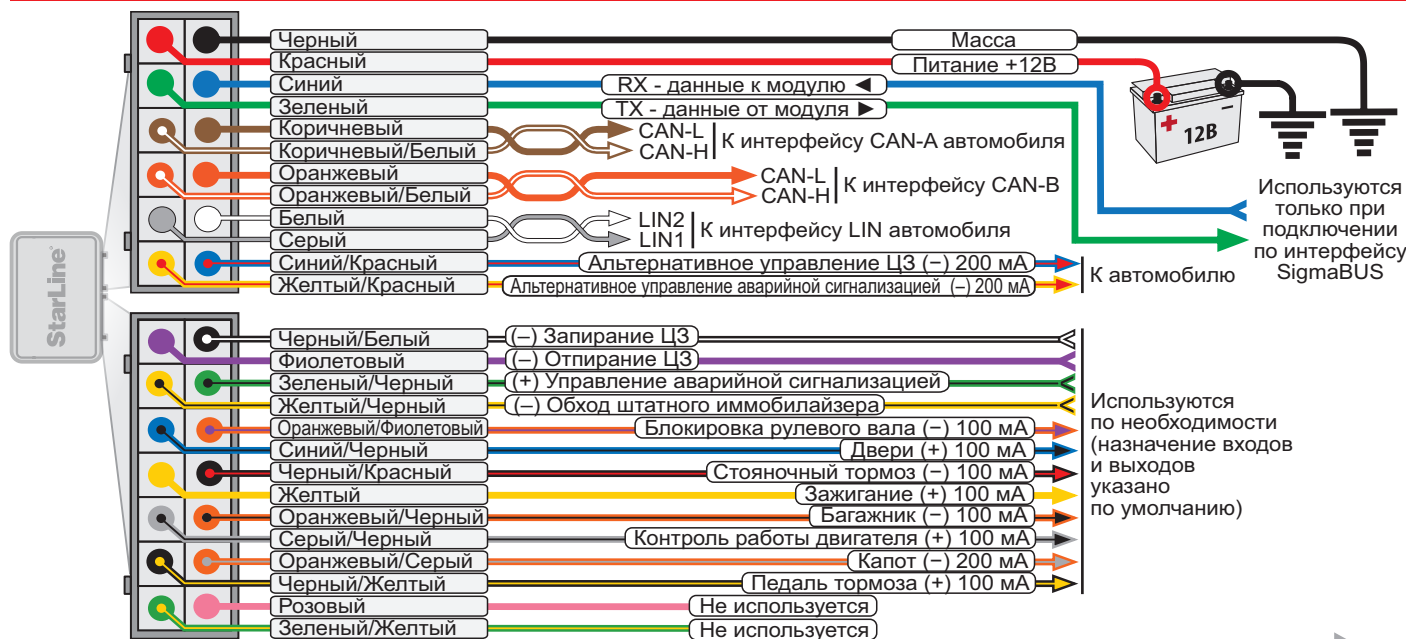 StarLine®
Черный Масса
Красный Питание +12В
Синий RX - данные к модулю ◄
Зеленый TX - данные от модуля ►
Коричневый CAN-L
Коричневый/Белый CAN-H
К интерфейсу CAN-A автомобиля
Оранжевый CAN-L
Оранжевый/Белый CAN-H
К интерфейсу CAN-B
Белый LIN2
Серый LIN1
К интерфейсу LIN автомобиля
Синий/Красный Альтернативное управление ЦЗ (–) 200 мА
Желтый/Красный Альтернативное управление аварийной сигнализацией (–) 200 мА
К автомобилю
+ –
12В
Используются
только при
подключении
по интерфейсу
SigmaBUS
Черный/Белый (–) Запирание ЦЗ
Фиолетовый (–) Отпирание ЦЗ
Зеленый/Черный (+) Управление аварийной сигнализацией
Желтый/Черный (–) Обход штатного иммобилайзера
Оранжевый/Фиолетовый Блокировка рулевого вала (–) 100 мА
Синий/Черный Двери (+) 100 мА
Черный/Красный Стояночный тормоз (–) 100 мА
Желтый Зажигание (+) 100 мА
Оранжевый/Черный Багажник (–) 100 мА
Серый/Черный Контроль работы двигателя (+) 100 мА
Оранжевый/Серый Капот (–) 200 мА
Черный/Желтый Педаль тормоза (+) 100 мА
Розовый Не используется
Зеленый/Желтый Не используется
Используются
по необходимости
(назначение входов
и выходов
указано
по умолчанию)